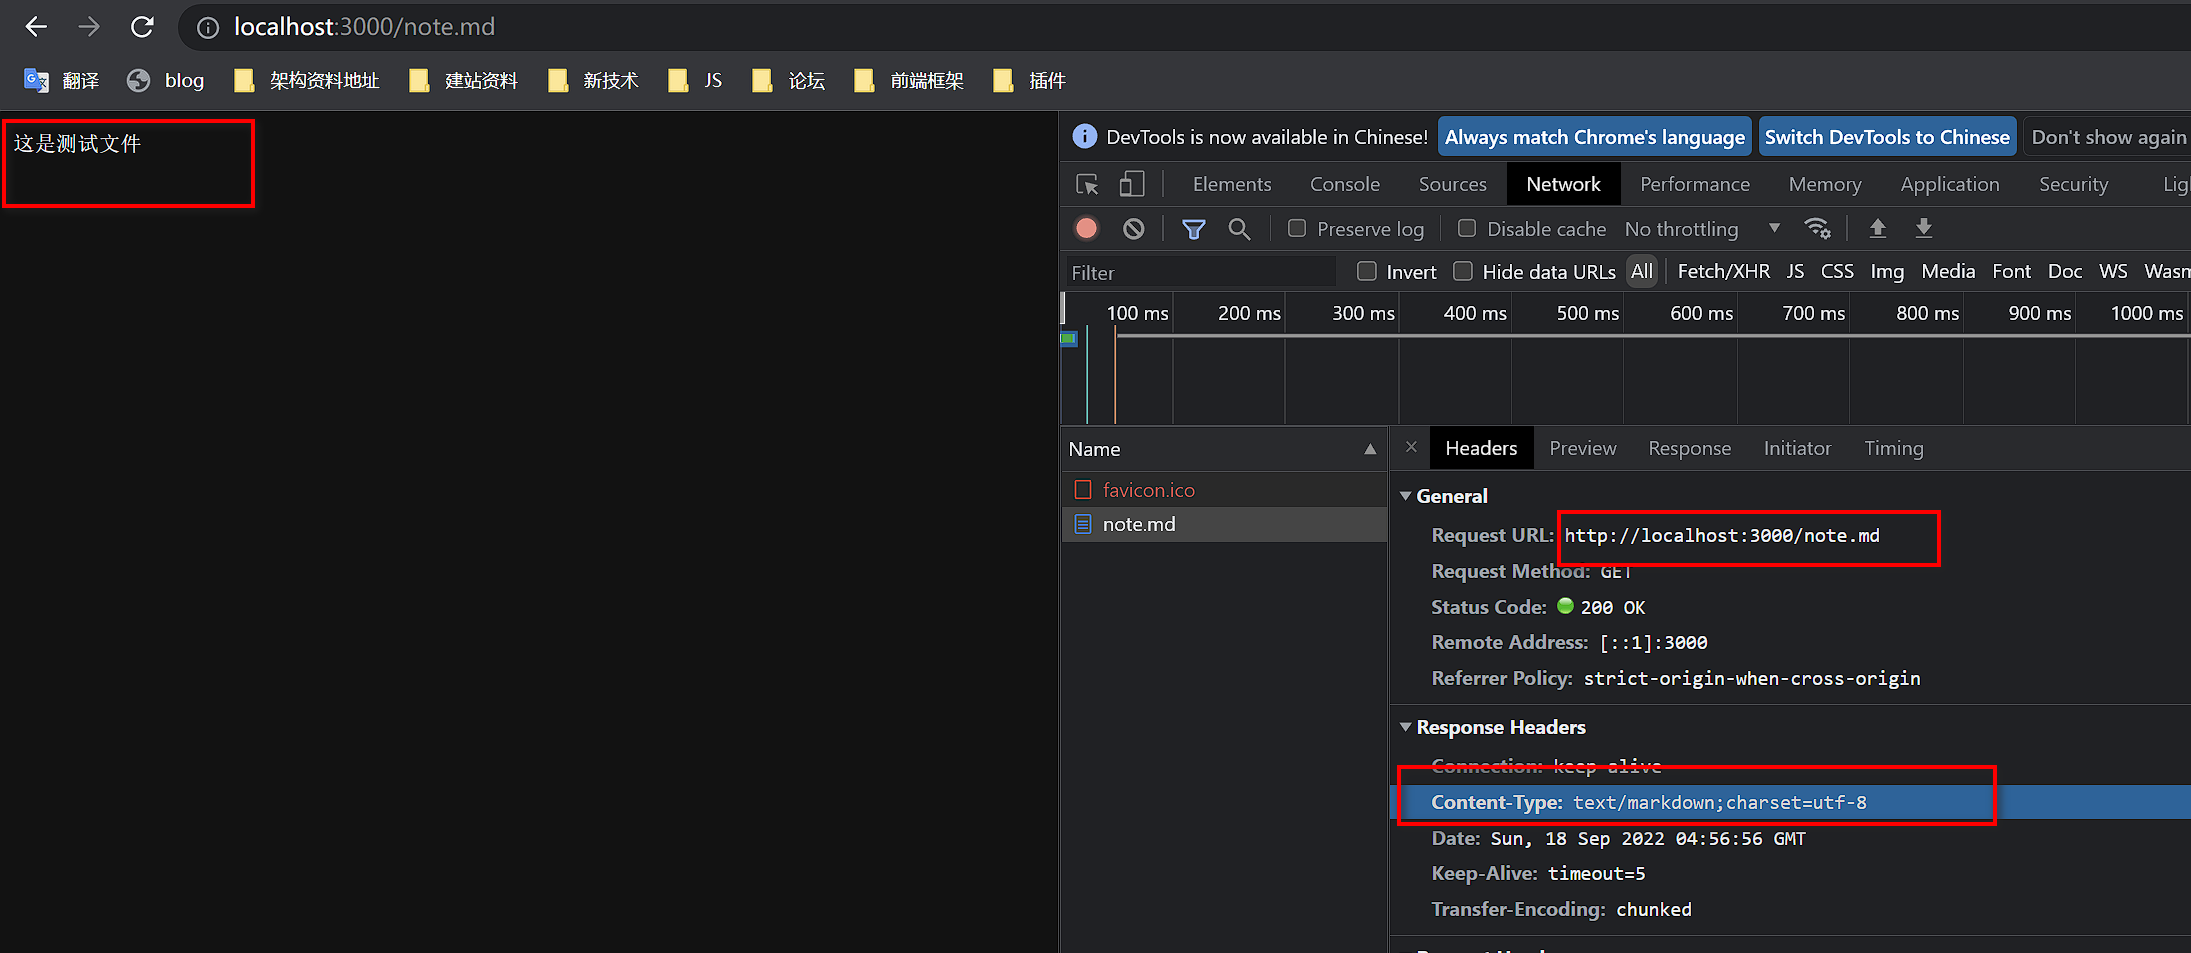 localhost:3000/note.md
翻译 blog 架构资料地址 建站资料 新技术 JS 论坛 前端框架 插件
这是测试文件
DevTools is now available in Chinese! Always match Chrome's language Switch DevTools to Chinese Don't show again
Elements Console Sources Network Performance Memory Application Security Lig
Preserve log Disable cache No throttling
Filter Invert Hide data URLs All Fetch/XHR JS CSS Img Media Font Doc WS Wasm
100 ms 200 ms 300 ms 400 ms 500 ms 600 ms 700 ms 800 ms 900 ms 1000 ms
Name
favicon.ico
note.md
Headers Preview Response Initiator Timing
General
Request URL: http://localhost:3000/note.md
Request Method: GET
Status Code: 200 OK
Remote Address: [::1]:3000
Referrer Policy: strict-origin-when-cross-origin
Response Headers
Connection: keep-alive
Content-Type: text/markdown;charset=utf-8
Date: Sun, 18 Sep 2022 04:56:56 GMT
Keep-Alive: timeout=5
Transfer-Encoding: chunked